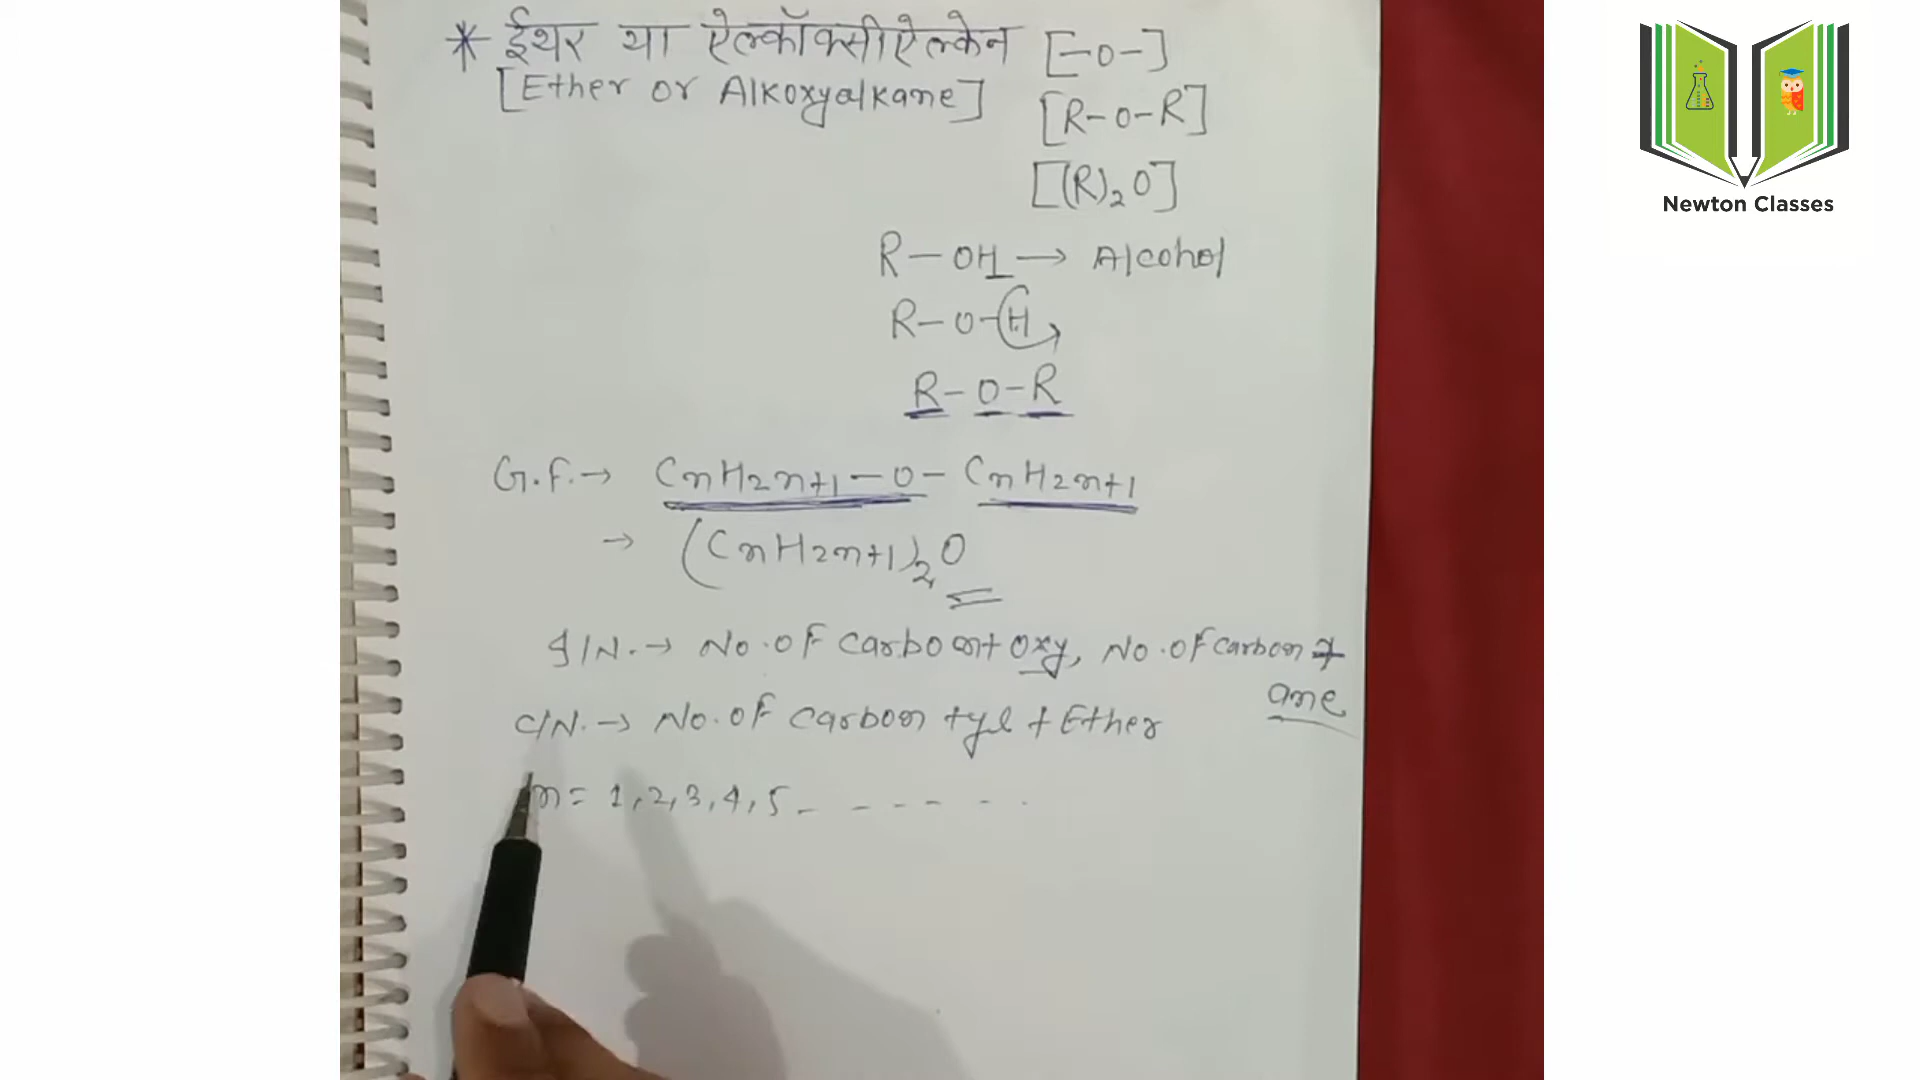 * ईथर या ऐल्कॉक्सीऐल्केन [-O-]
[Ether or Alkoxyalkane]
[R-O-R]
[(R)₂O]
R-OH → Alcohol
R-O-H
R-O-R
G.F. → CnH2n+1-O-CnH2n+1
→ (CnH2n+1)₂O
I/N. → No. of carbon+oxy, No. of carbon+
ane
C/N. → No. of carbon+yl+Ether
n = 1, 2, 3, 4, 5 - - - - - -
Newton Classes